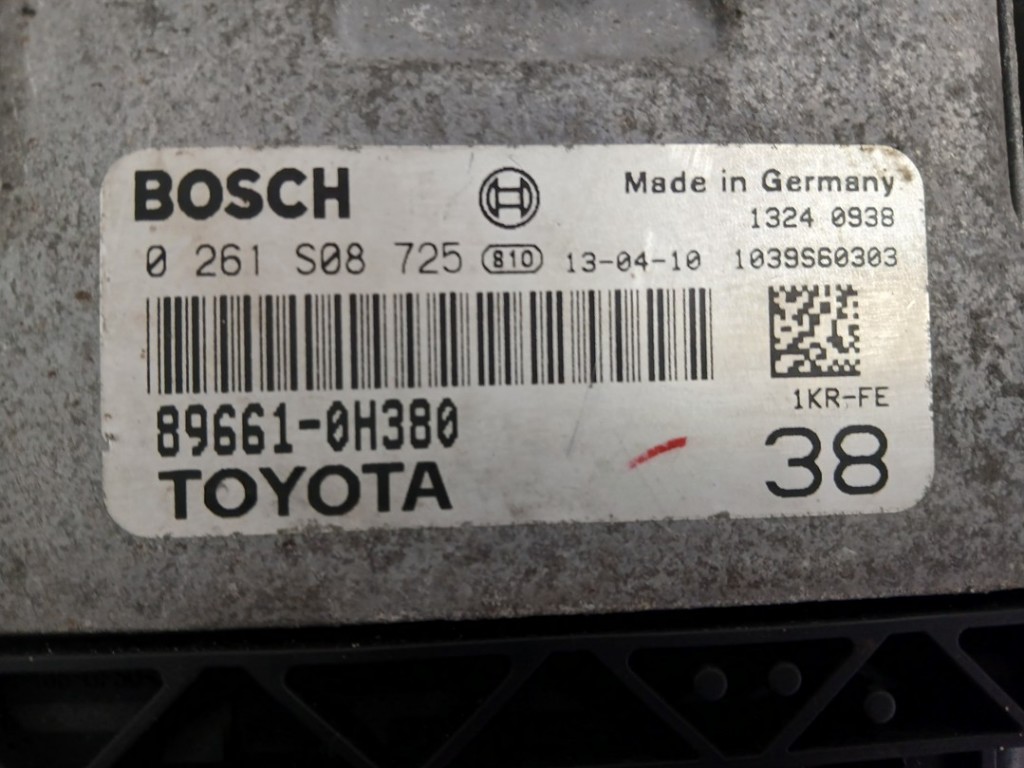 BOSCH
Made in Germany
1324 0938
0 261 S08 725 810 13-04-10 1039S60303
1KR-FE
89661-0H380
38
TOYOTA